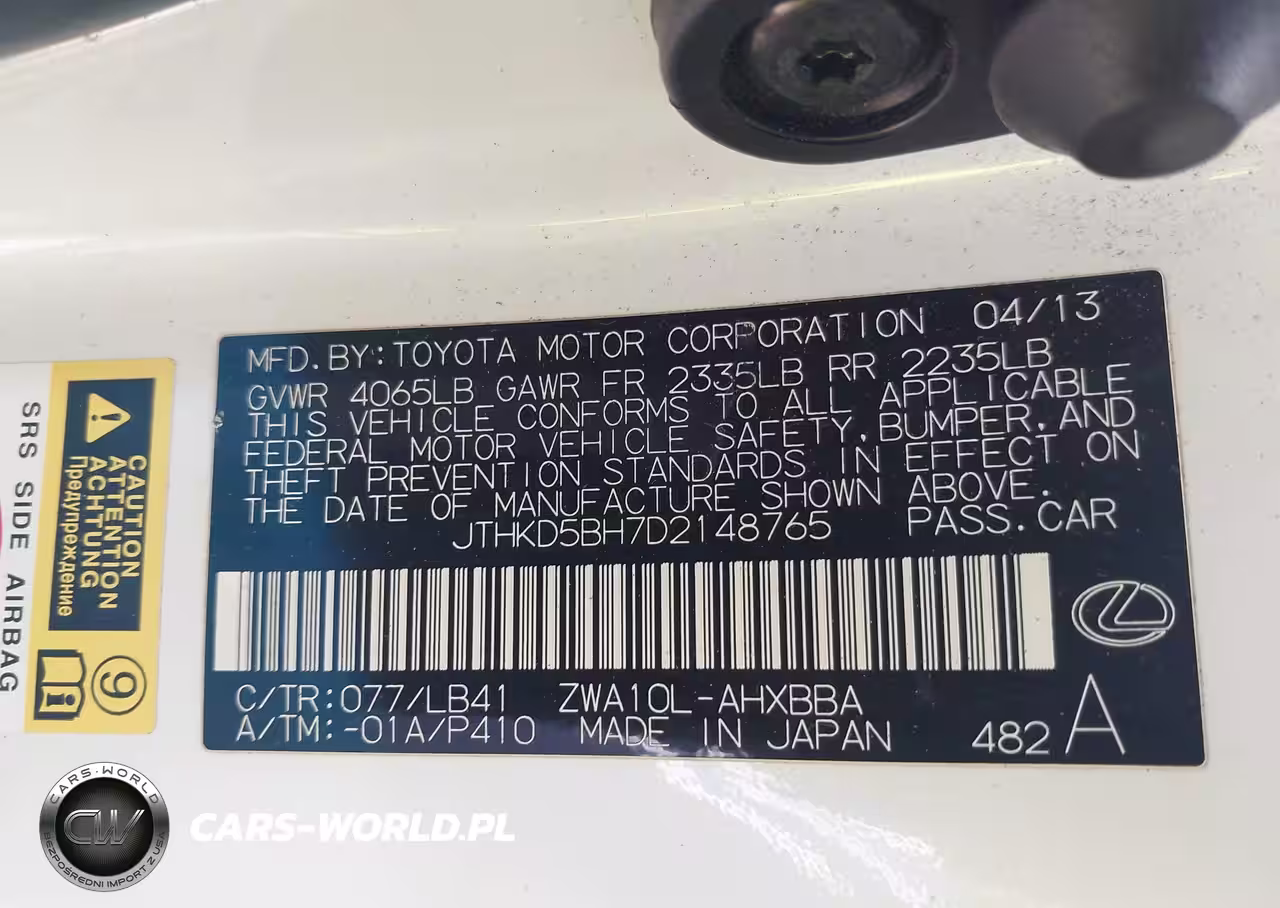 MFD. BY: TOYOTA MOTOR CORPORATION 04/13
GVWR 4065LB GAWR FR 2335LB RR 2235LB
THIS VEHICLE CONFORMS TO ALL APPLICABLE
FEDERAL MOTOR VEHICLE SAFETY, BUMPER, AND
THEFT PREVENTION STANDARDS IN EFFECT ON
THE DATE OF MANUFACTURE SHOWN ABOVE.
JTHKD5BH7D2148765 PASS. CAR
C/TR: 077/LB41 ZWA10L-AHXBBA
A/TM: -01A/P410 MADE IN JAPAN 482 A
CAUTION
ATTENTION
ACHTUNG
Предупреждение
SRS SIDE AIRBAG
9
CARS-WORLD
CW
BEZPOŚREDNI IMPORT Z USA
CARS-WORLD.PL